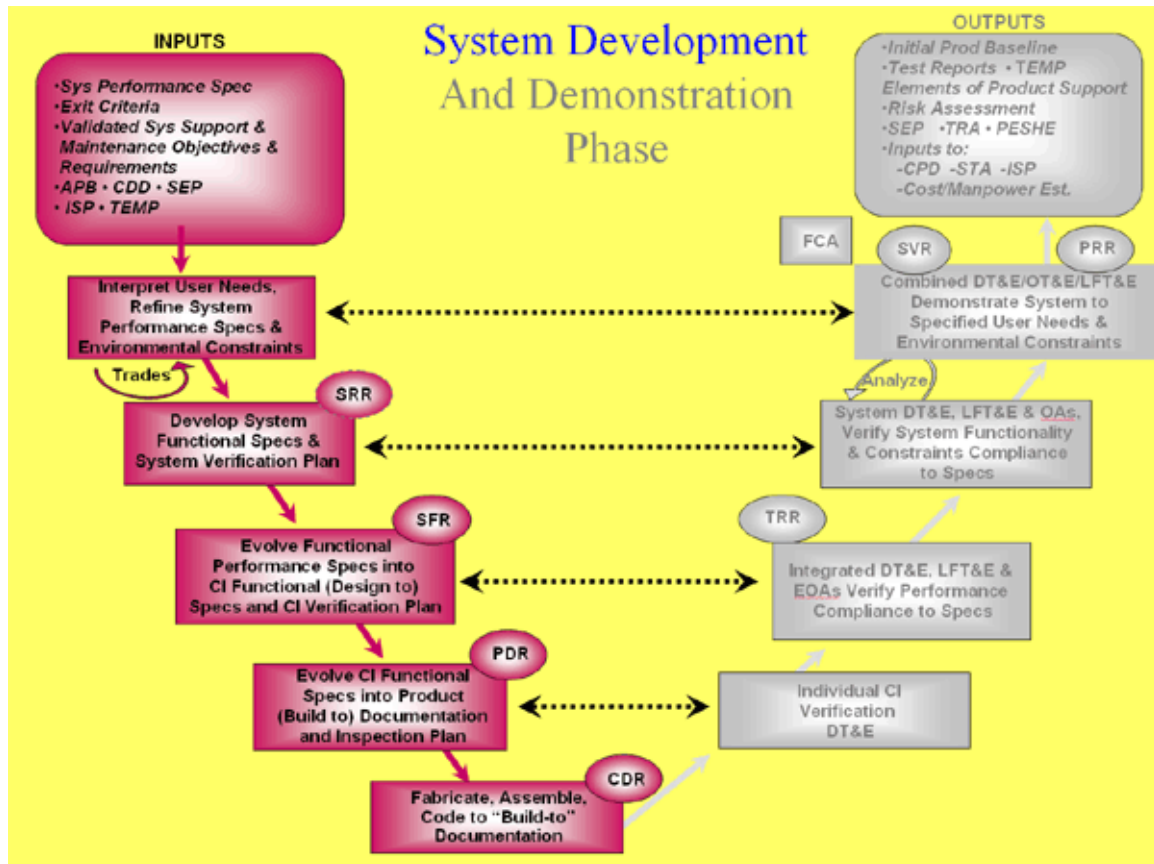 System Development
And Demonstration
Phase
INPUTS
•Sys Performance Spec
•Exit Criteria
•Validated Sys Support &
Maintenance Objectives &
Requirements
•APB • CDD • SEP
• ISP • TEMP
Interpret User Needs,
Refine System
Performance Specs &
Environmental Constraints
Trades
SRR
Develop System
Functional Specs &
System Verification Plan
SFR
Evolve Functional
Performance Specs into
CI Functional (Design to)
Specs and CI Verification Plan
PDR
Evolve CI Functional
Specs into Product
(Build to) Documentation
and Inspection Plan
CDR
Fabricate, Assemble,
Code to “Build-to”
Documentation
Individual CI
Verification
DT&E
TRR
Integrated DT&E, LFT&E &
EOAs Verify Performance
Compliance to Specs
System DT&E, LFT&E & OAs,
Verify System Functionality
& Constraints Compliance
to Specs
Analyze
FCA
SVR
PRR
Combined DT&E/OT&E/LFT&E
Demonstrate System to
Specified User Needs &
Environmental Constraints
OUTPUTS
•Initial Prod Baseline
•Test Reports • TEMP
Elements of Product Support
•Risk Assessment
•SEP •TRA • PESHE
•Inputs to:
-CPD -STA -ISP
-Cost/Manpower Est.